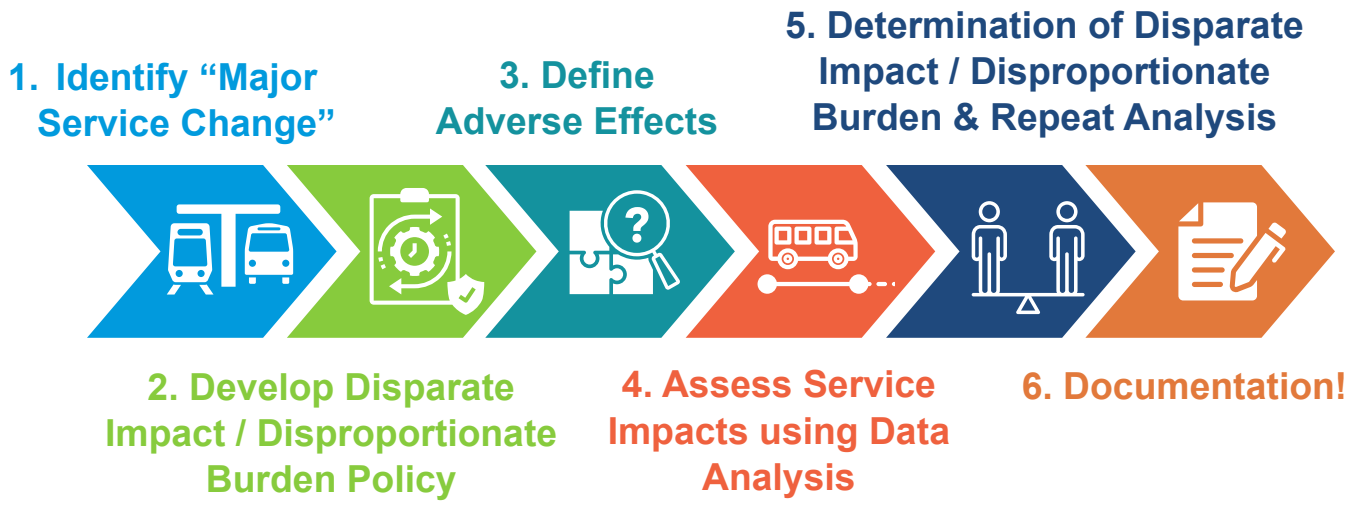 1. Identify “Major
Service Change”
2. Develop Disparate
Impact / Disproportionate
Burden Policy
3. Define
Adverse Effects
?
4. Assess Service
Impacts using Data
Analysis
5. Determination of Disparate
Impact / Disproportionate
Burden & Repeat Analysis
6. Documentation!